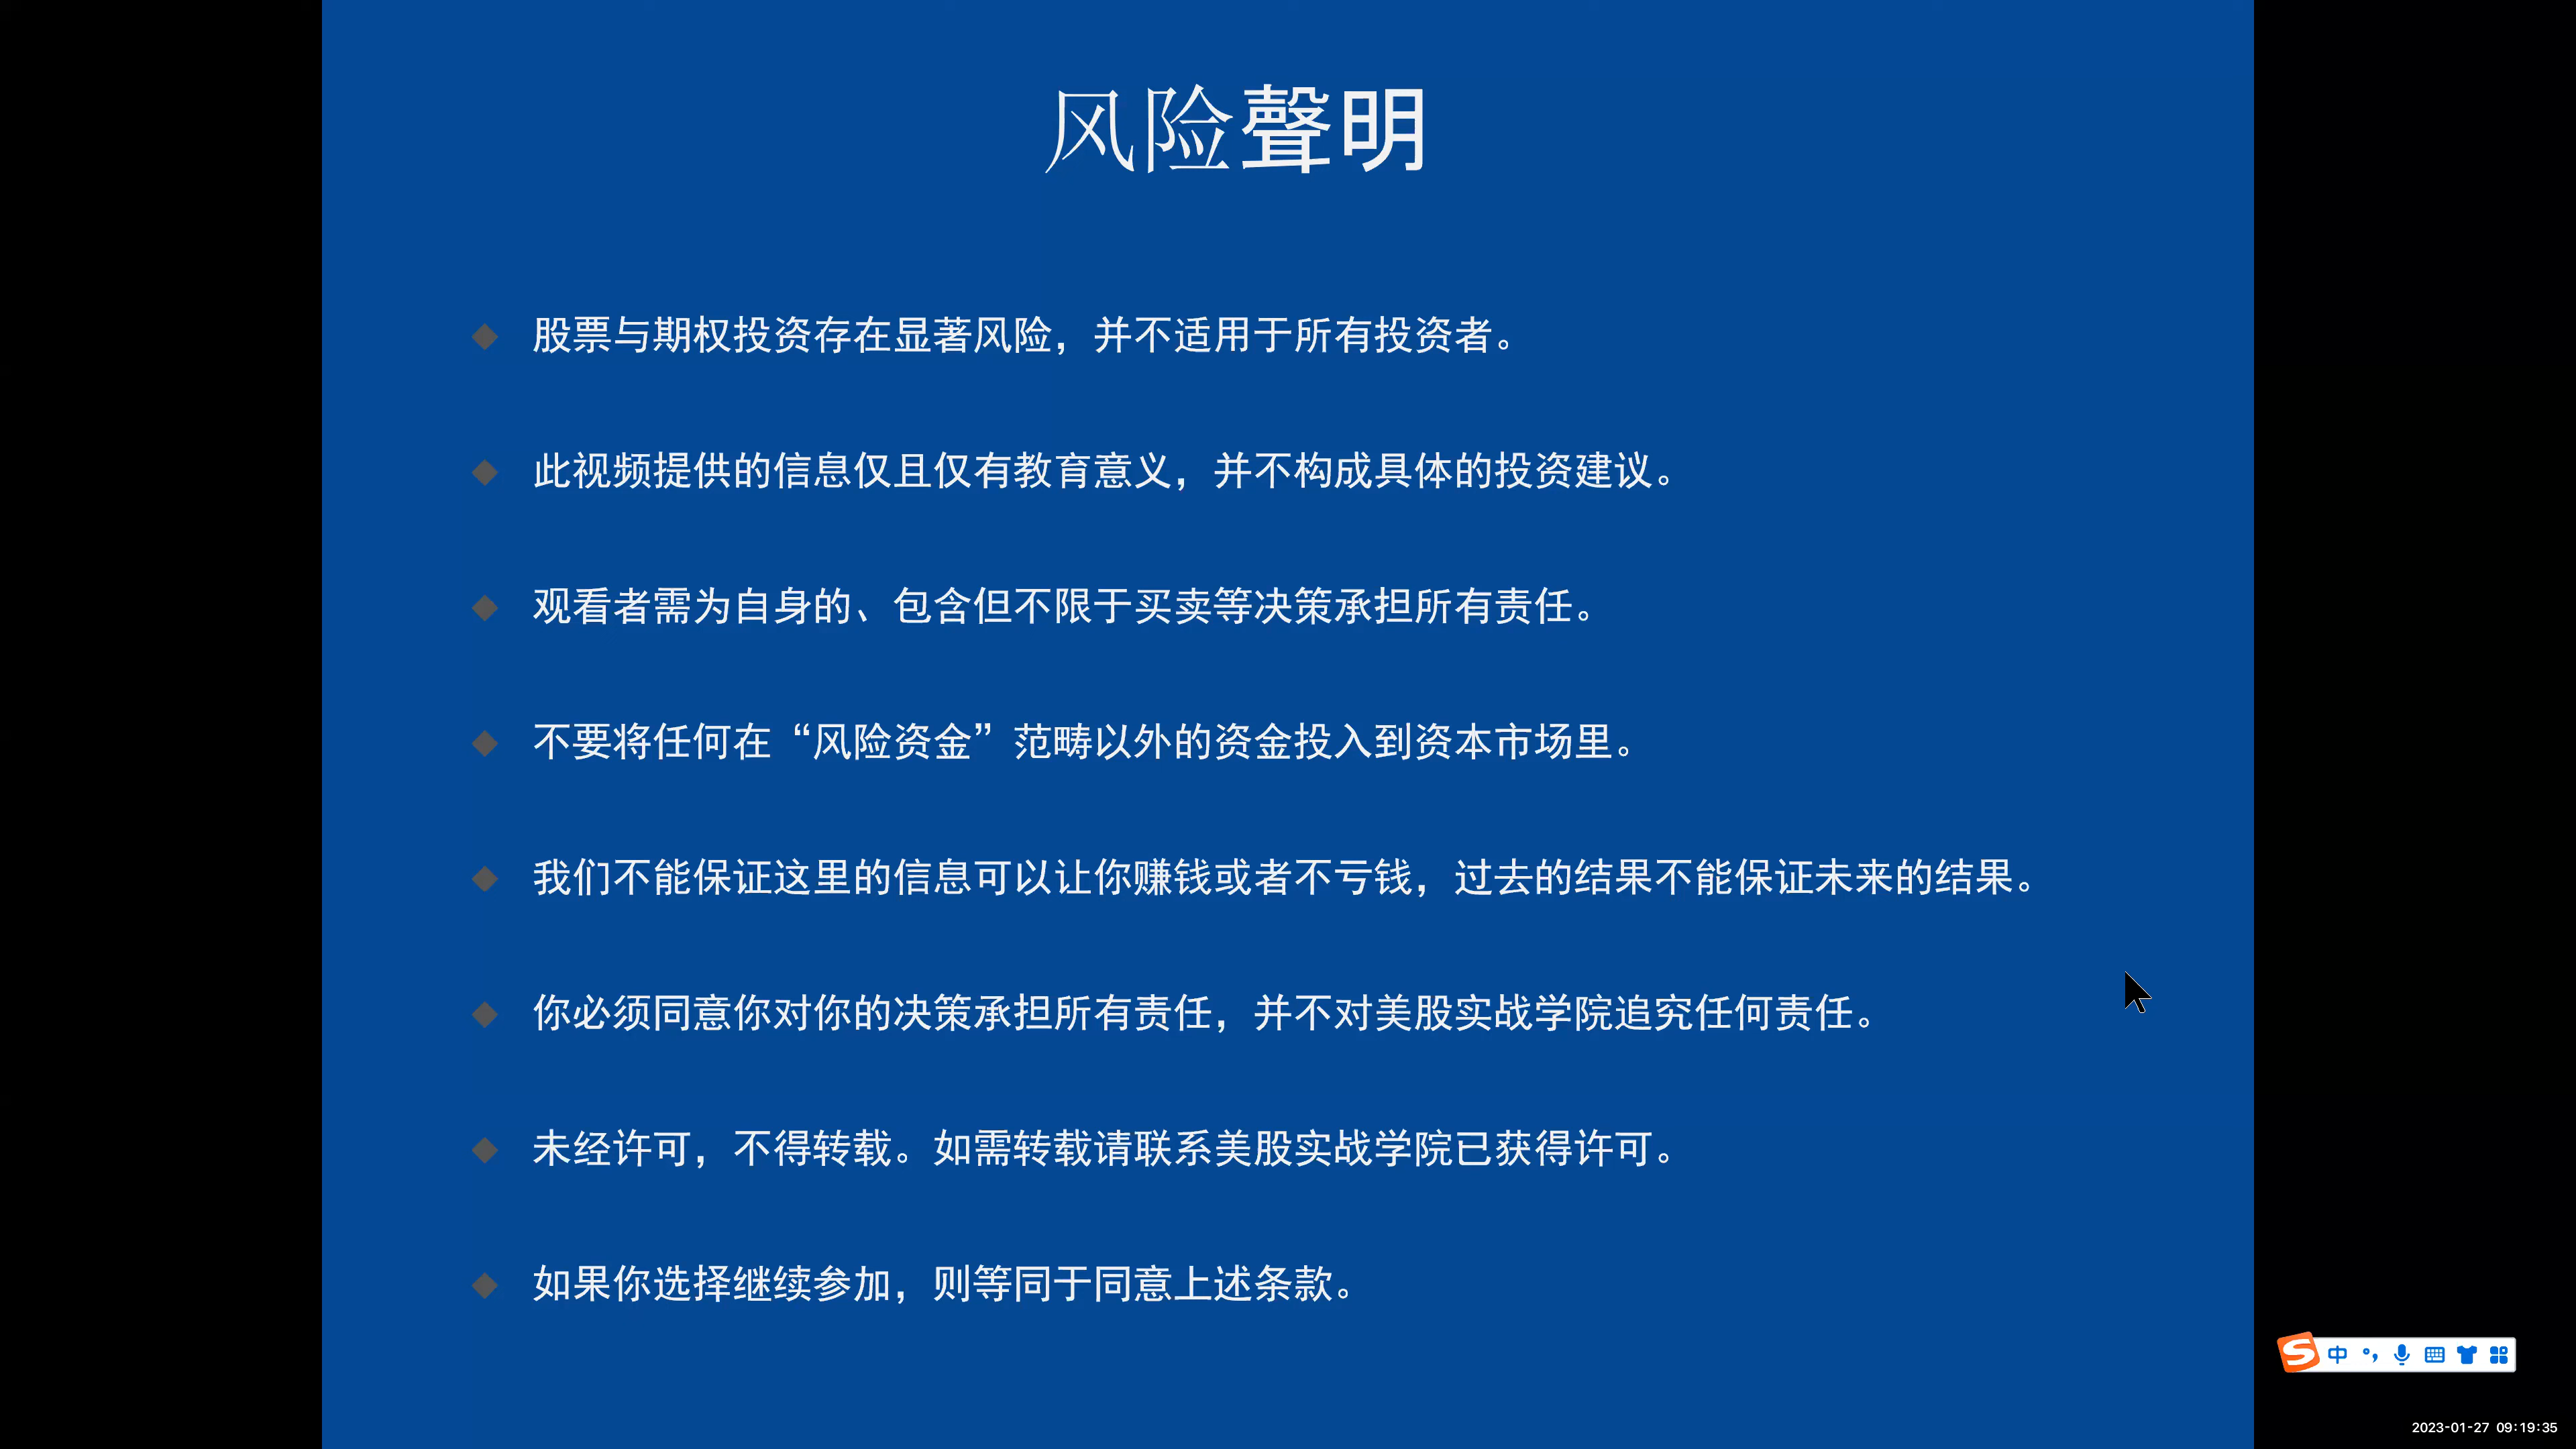 风险聲明
股票与期权投资存在显著风险，并不适用于所有投资者。
此视频提供的信息仅且仅有教育意义，并不构成具体的投资建议。
观看者需为自身的、包含但不限于买卖等决策承担所有责任。
不要将任何在“风险资金”范畴以外的资金投入到资本市场里。
我们不能保证这里的信息可以让你赚钱或者不亏钱，过去的结果不能保证未来的结果。
你必须同意你对你的决策承担所有责任，并不对美股实战学院追究任何责任。
未经许可，不得转载。如需转载请联系美股实战学院已获得许可。
如果你选择继续参加，则等同于同意上述条款。
S 中 °，
2023-01-27 09:19:35